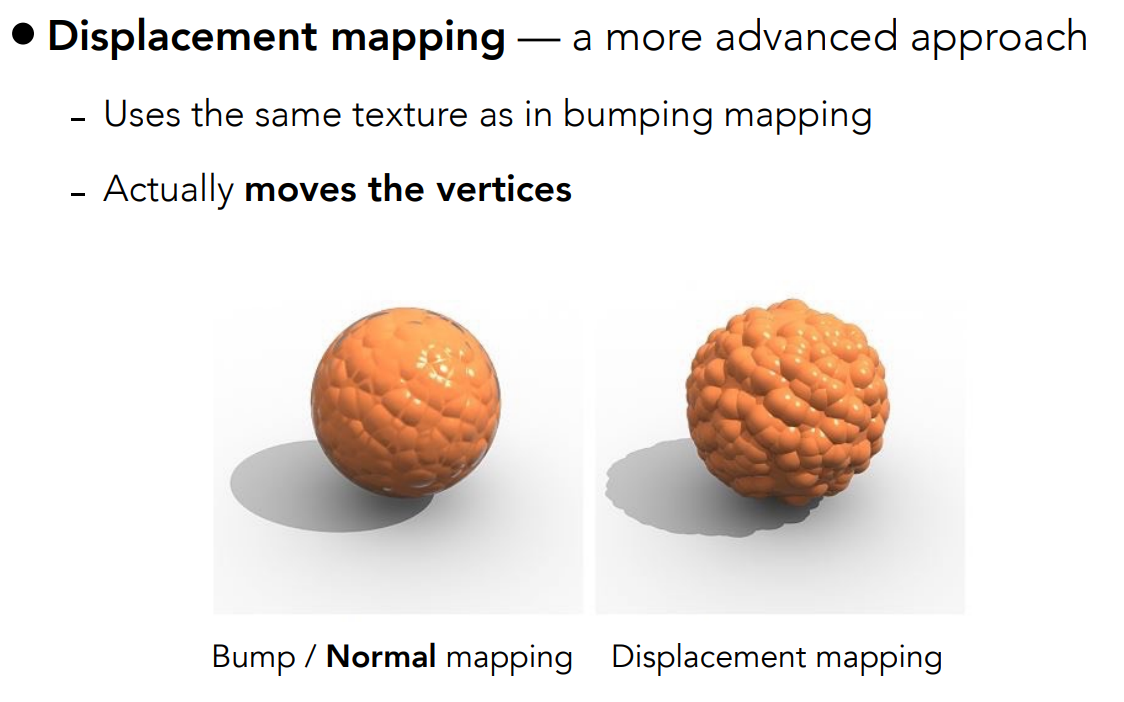 ● Displacement mapping — a more advanced approach
- Uses the same texture as in bumping mapping
- Actually moves the vertices
Bump / Normal mapping
Displacement mapping